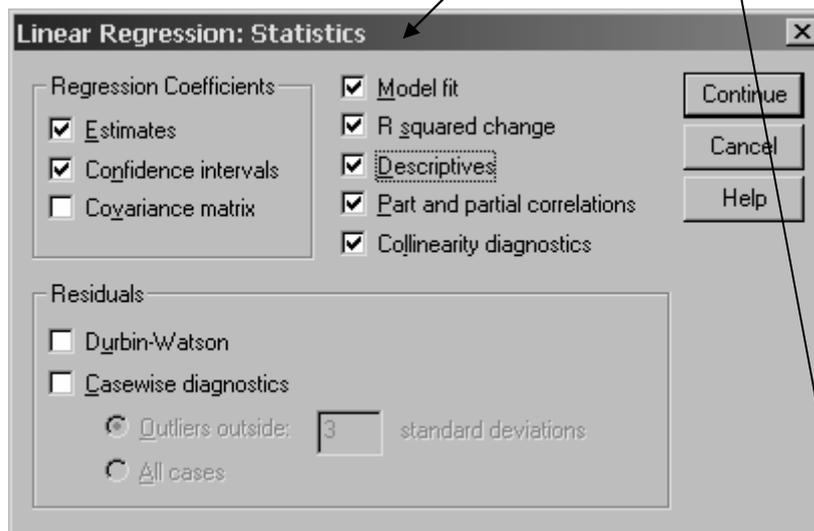 Linear Regression: Statistics
Regression Coefficients
Estimates
Confidence intervals
Covariance matrix
Model fit
R squared change
Descriptives
Part and partial correlations
Collinearity diagnostics
Continue
Cancel
Help
Residuals
Durbin-Watson
Casewise diagnostics
Outliers outside: 3 standard deviations
All cases